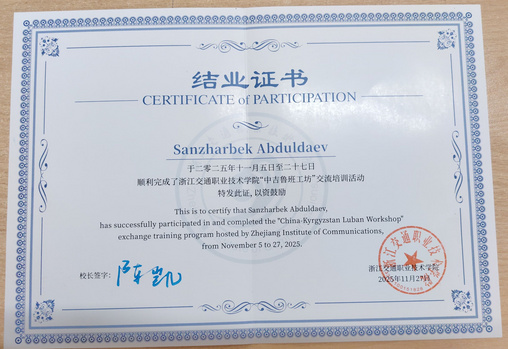 结业证书
CERTIFICATE of PARTICIPATION
Sanzharbek Abduldaev
于二零二五年十一月五日至二十七日
顺利完成了浙江交通职业技术学院“中吉鲁班工坊”交流培训活动
特发此证,以资鼓励
This is to certify that Sanzharbek Abduldaev,
has successfully participated in and completed the "China-Kyrgyzstan Luban Workshop"
exchange training program hosted by Zhejiang Institute of Communications,
from November 5 to 27, 2025.
校长签字:
浙江交通职业技术学院
2025年11月27日